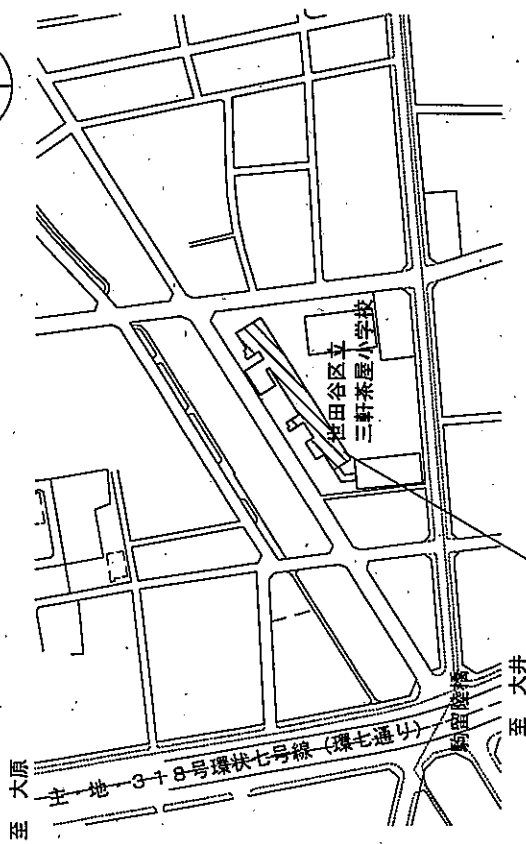 至 大原
主・地・318号環状七号線（環七通り）
世田谷区立
三軒茶屋小学校
駒留陸橋
至 大井